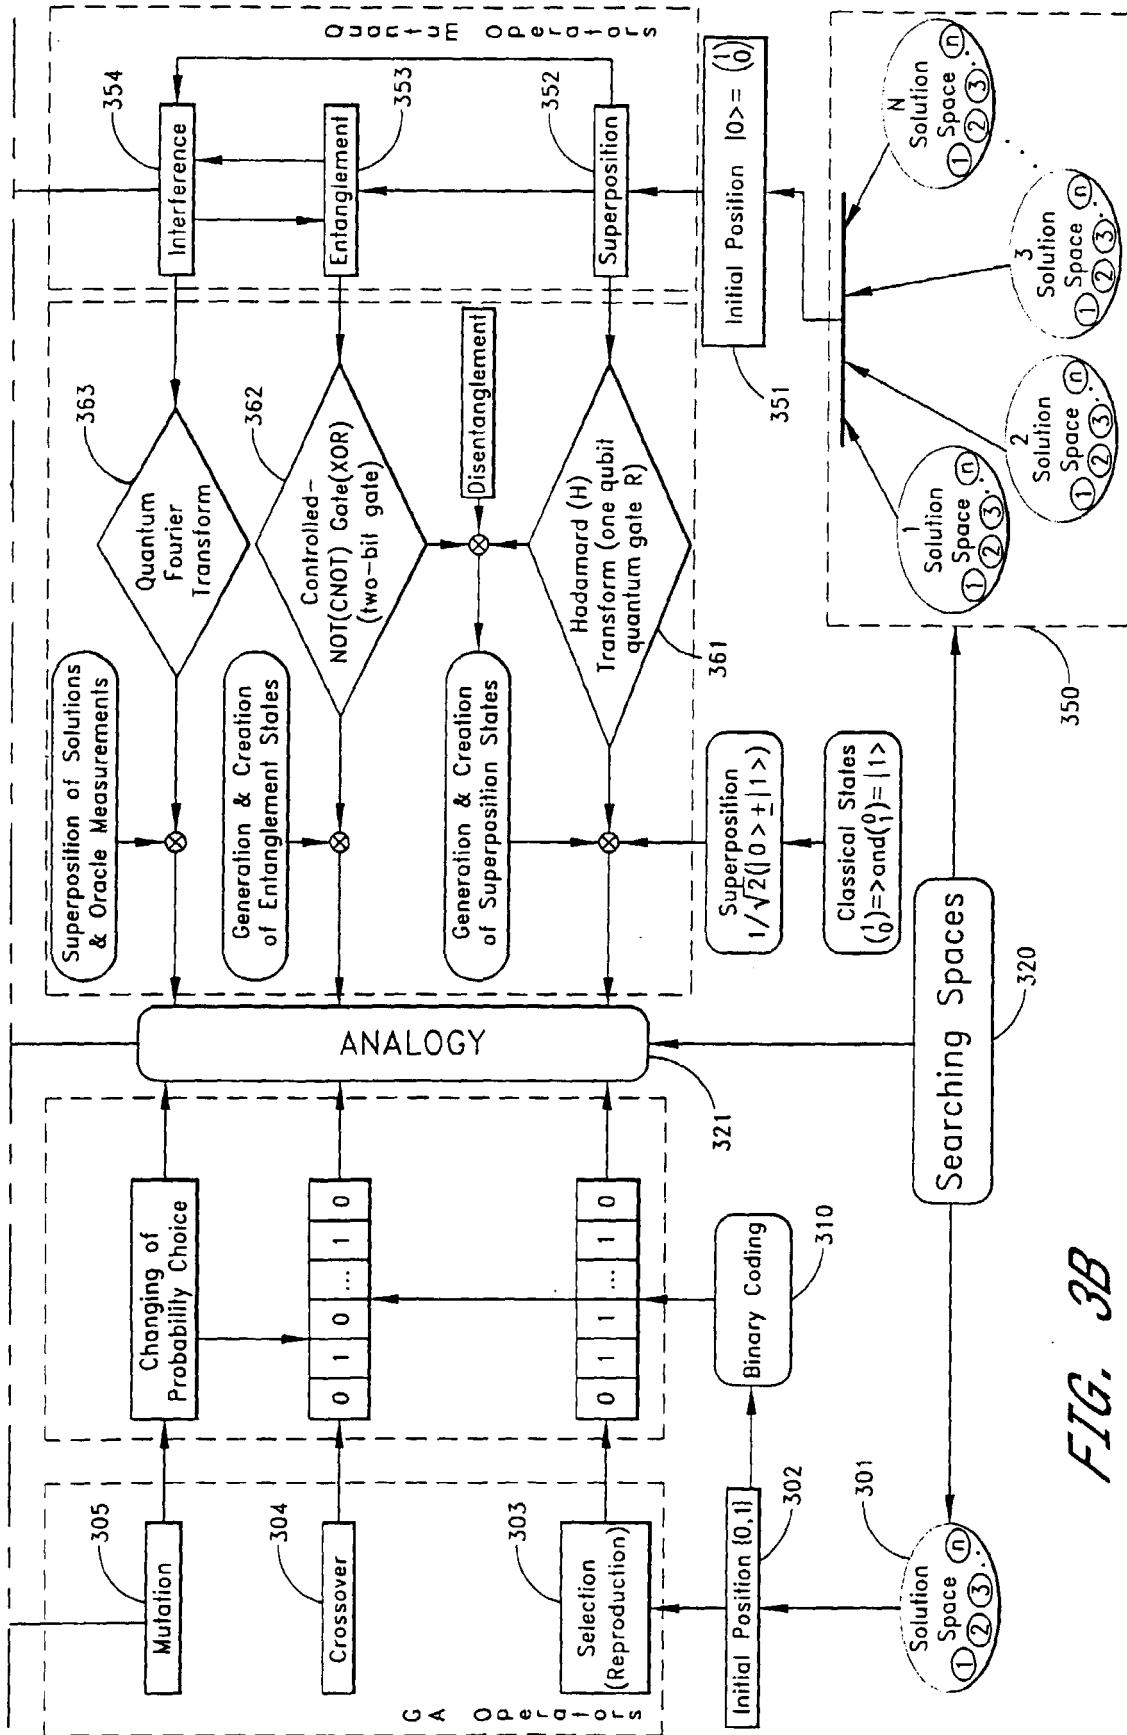 GA Operators
305
Mutation
304
Crossover
303
Selection
(Reproduction)
302
Initial Position {0,1}
301
Solution
Space
1 2 3 .. n
Changing of
Probability Choice
0 1 0 ... 1 0
0 1 1 ... 1 0
Binary Coding
310
ANALOGY
321
Searching Spaces
320
Superposition of Solutions
& Oracle Measurements
Generation & Creation
of Entanglement States
Generation & Creation
of Superposition States
Superposition
1/√2(|0>±|1>)
Classical States
(1 0)=>and(0 1)=|1>
363
Quantum
Fourier
Transform
362
Controlled-
NOT(CNOT) Gate(XOR)
(two-bit gate)
Disentanglement
Hadamard (H)
Transform (one qubit
quantum gate R)
361
Quantum Operators
354
Interference
353
Entanglement
352
Superposition
Initial Position |0>=(1 0)
351
350
1
Solution
Space
1 2 3 .. n
2
Solution
Space
1 2 3 .. n
3
Solution
Space
1 2 3 .. n
. . .
N
Solution
Space
1 2 3 .. n
FIG. 3B